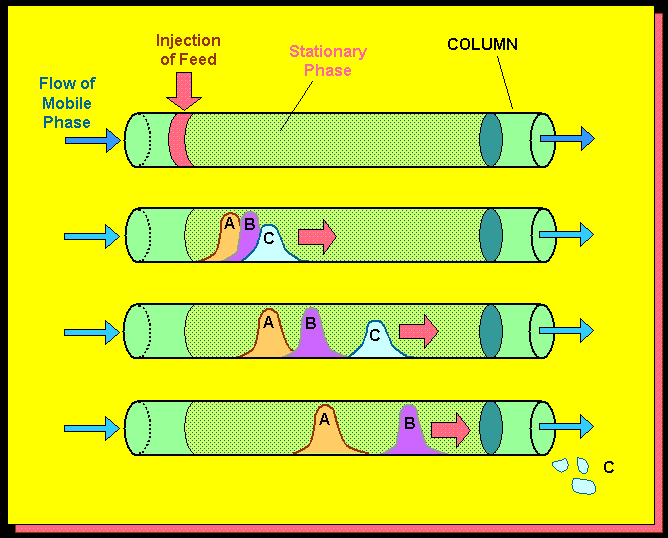 Injection
of Feed
Stationary
Phase
COLUMN
Flow of
Mobile
Phase
A
B
C
A
B
C
A
B
C